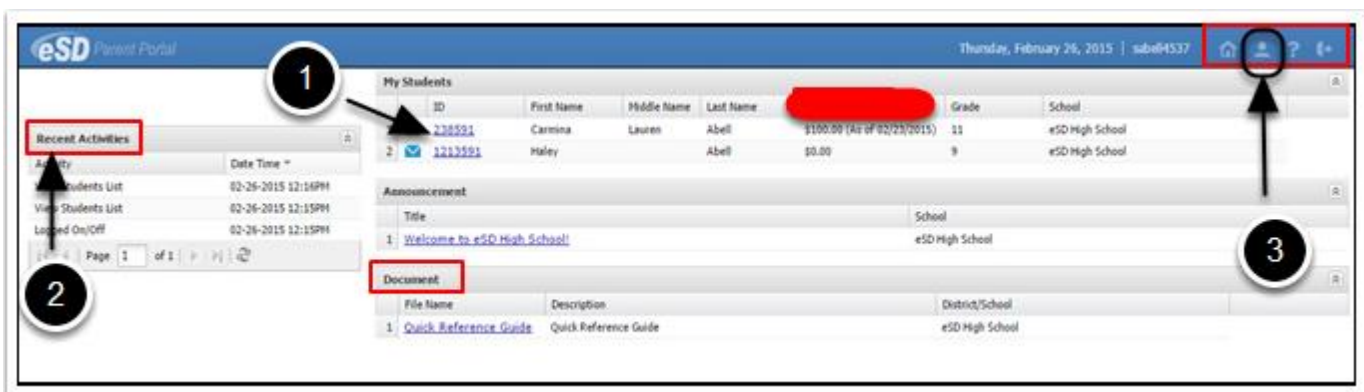 eSD Parent Portal
Thursday, February 26, 2015 | sabell4537 ?
1
My Students
ID First Name Middle Name Last Name Grade School
238591 Carmina Lauren Abell $100.00 (As of 02/23/2015) 11 eSD High School
2 1213591 Haley Abell $0.00 9 eSD High School
Recent Activities
Date Time
Students List 02-26-2015 12:16PM
View Students List 02-26-2015 12:15PM
Logged On/Off 02-26-2015 12:15PM
Page 1 of 1
2
Announcement
Title School
1 Welcome to eSD High School! eSD High School
3
Document
File Name Description District/School
1 Quick Reference Guide Quick Reference Guide eSD High School